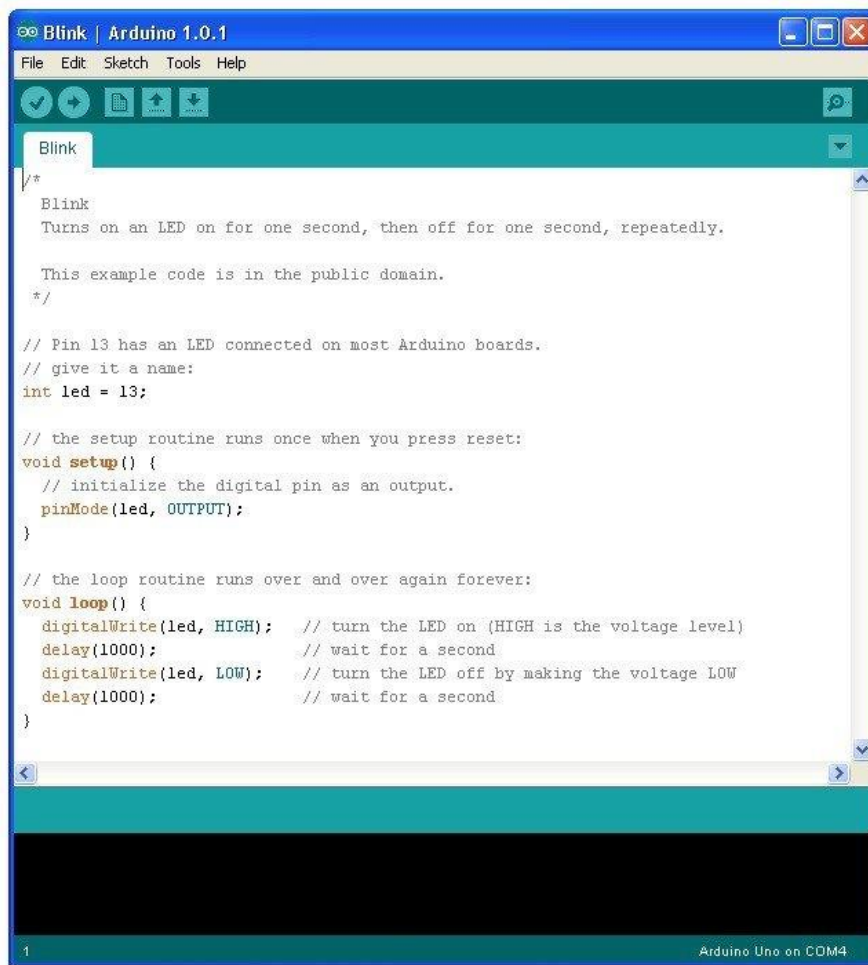 Blink | Arduino 1.0.1
File Edit Sketch Tools Help
Blink
/*
  Blink
  Turns on an LED on for one second, then off for one second, repeatedly.

  This example code is in the public domain.
 */

// Pin 13 has an LED connected on most Arduino boards.
// give it a name:
int led = 13;

// the setup routine runs once when you press reset:
void setup() {
  // initialize the digital pin as an output.
  pinMode(led, OUTPUT);
}

// the loop routine runs over and over again forever:
void loop() {
  digitalWrite(led, HIGH);   // turn the LED on (HIGH is the voltage level)
  delay(1000);               // wait for a second
  digitalWrite(led, LOW);    // turn the LED off by making the voltage LOW
  delay(1000);               // wait for a second
}
1
Arduino Uno on COM4